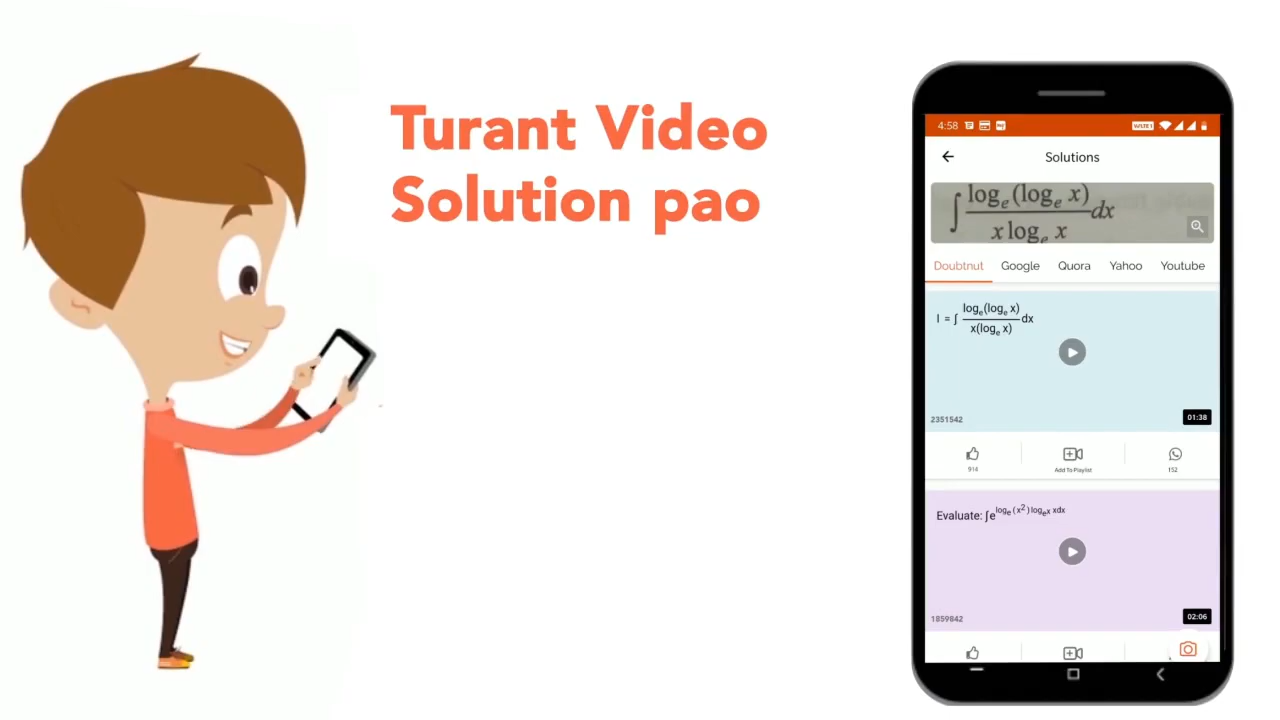 Turant Video
Solution pao
4:58
VoLTE1
Solutions
∫ logₑ(logₑ x) / x logₑ x dx
Doubtnut Google Quora Yahoo Youtube
I = ∫ logₑ(logₑ x) / x(logₑ x) dx
2351542 01:38
914 Add To Playlist 152
Evaluate: ∫e^logₑ(x²)logₑx xdx
1859842 02:06